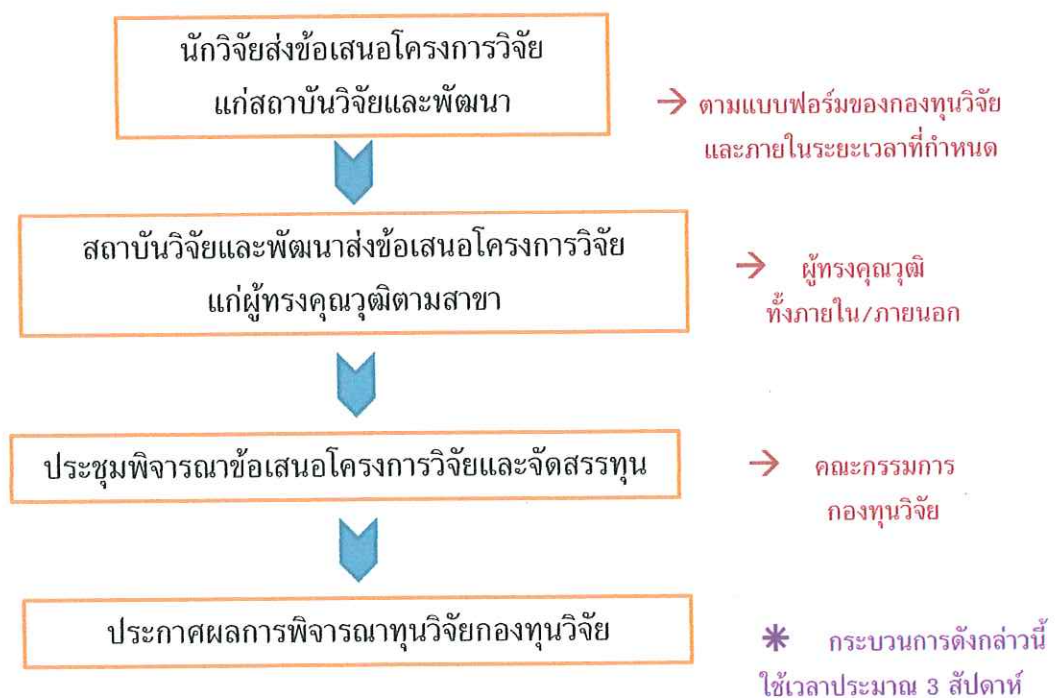 นักวิจัยส่งข้อเสนอโครงการวิจัย
แก่สถาบันวิจัยและพัฒนา
→ ตามแบบฟอร์มของกองทุนวิจัย
และภายในระยะเวลาที่กำหนด
สถาบันวิจัยและพัฒนาส่งข้อเสนอโครงการวิจัย
แก่ผู้ทรงคุณวุฒิตามสาขา
→ ผู้ทรงคุณวุฒิ
ทั้งภายใน/ภายนอก
ประชุมพิจารณาข้อเสนอโครงการวิจัยและจัดสรรทุน
→ คณะกรรมการ
กองทุนวิจัย
ประกาศผลการพิจารณาทุนวิจัยกองทุนวิจัย
* กระบวนการดังกล่าวนี้
ใช้เวลาประมาณ 3 สัปดาห์